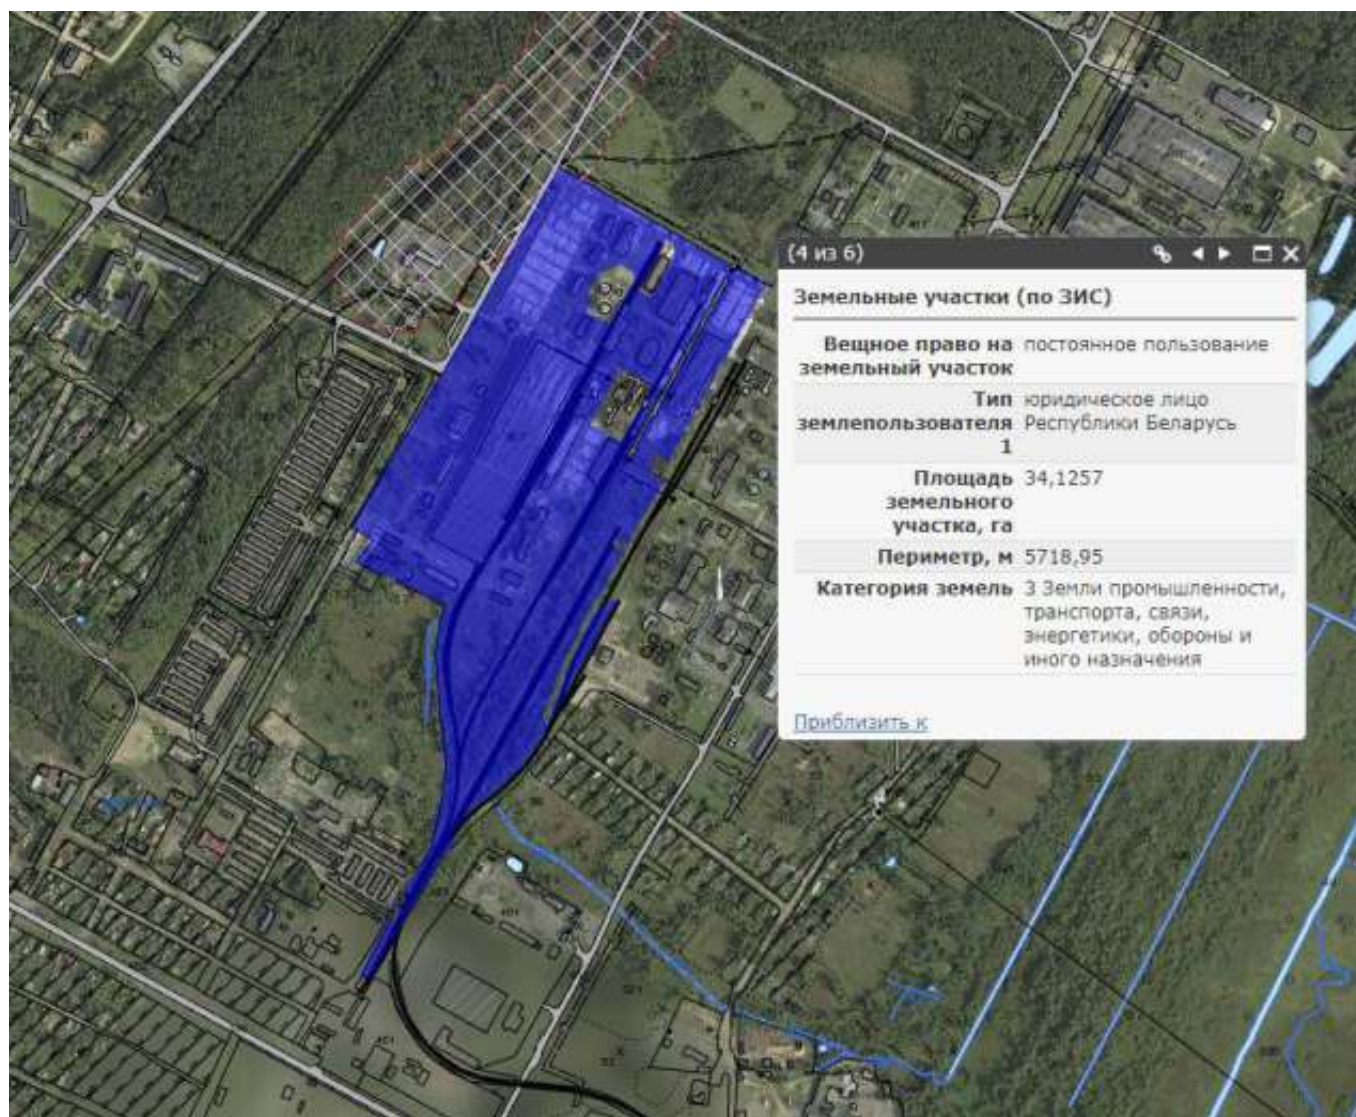 (4 из 6)
Земельные участки (по ЗИС)
Вещное право на земельный участок постоянное пользование
Тип землепользователя 1 юридическое лицо Республики Беларусь
Площадь земельного участка, га 34,1257
Периметр, м 5718,95
Категория земель 3 Земли промышленности, транспорта, связи, энергетики, обороны и иного назначения
Приблизить к
401